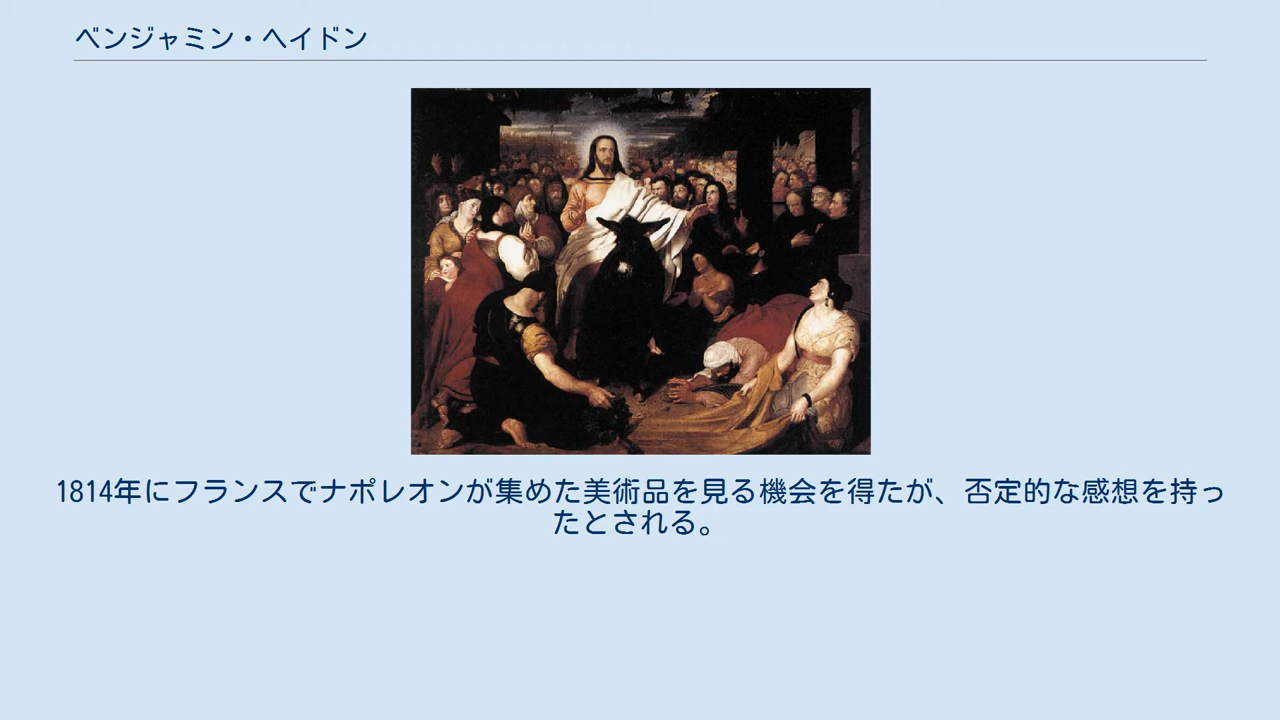 ベンジャミン・ヘイドン
1814年にフランスでナポレオンが集めた美術品を見る機会を得たが、否定的な感想を持っ
たとされる。